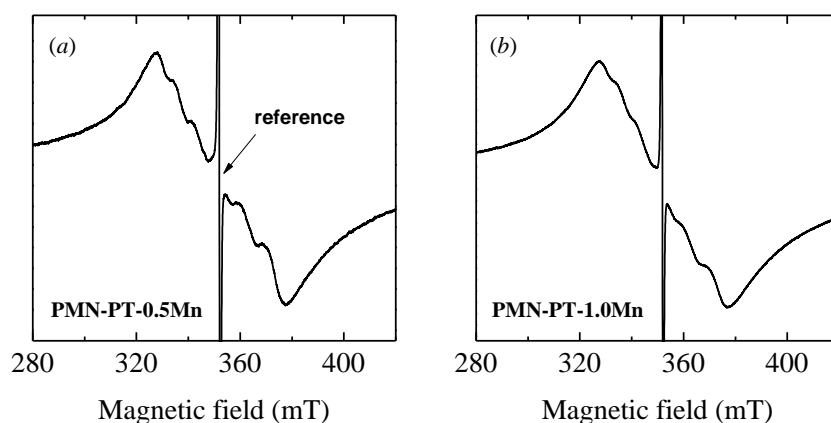 (a)
reference
PMN-PT-0.5Mn
280 320 360 400
Magnetic field (mT)
(b)
PMN-PT-1.0Mn
280 320 360 400
Magnetic field (mT)